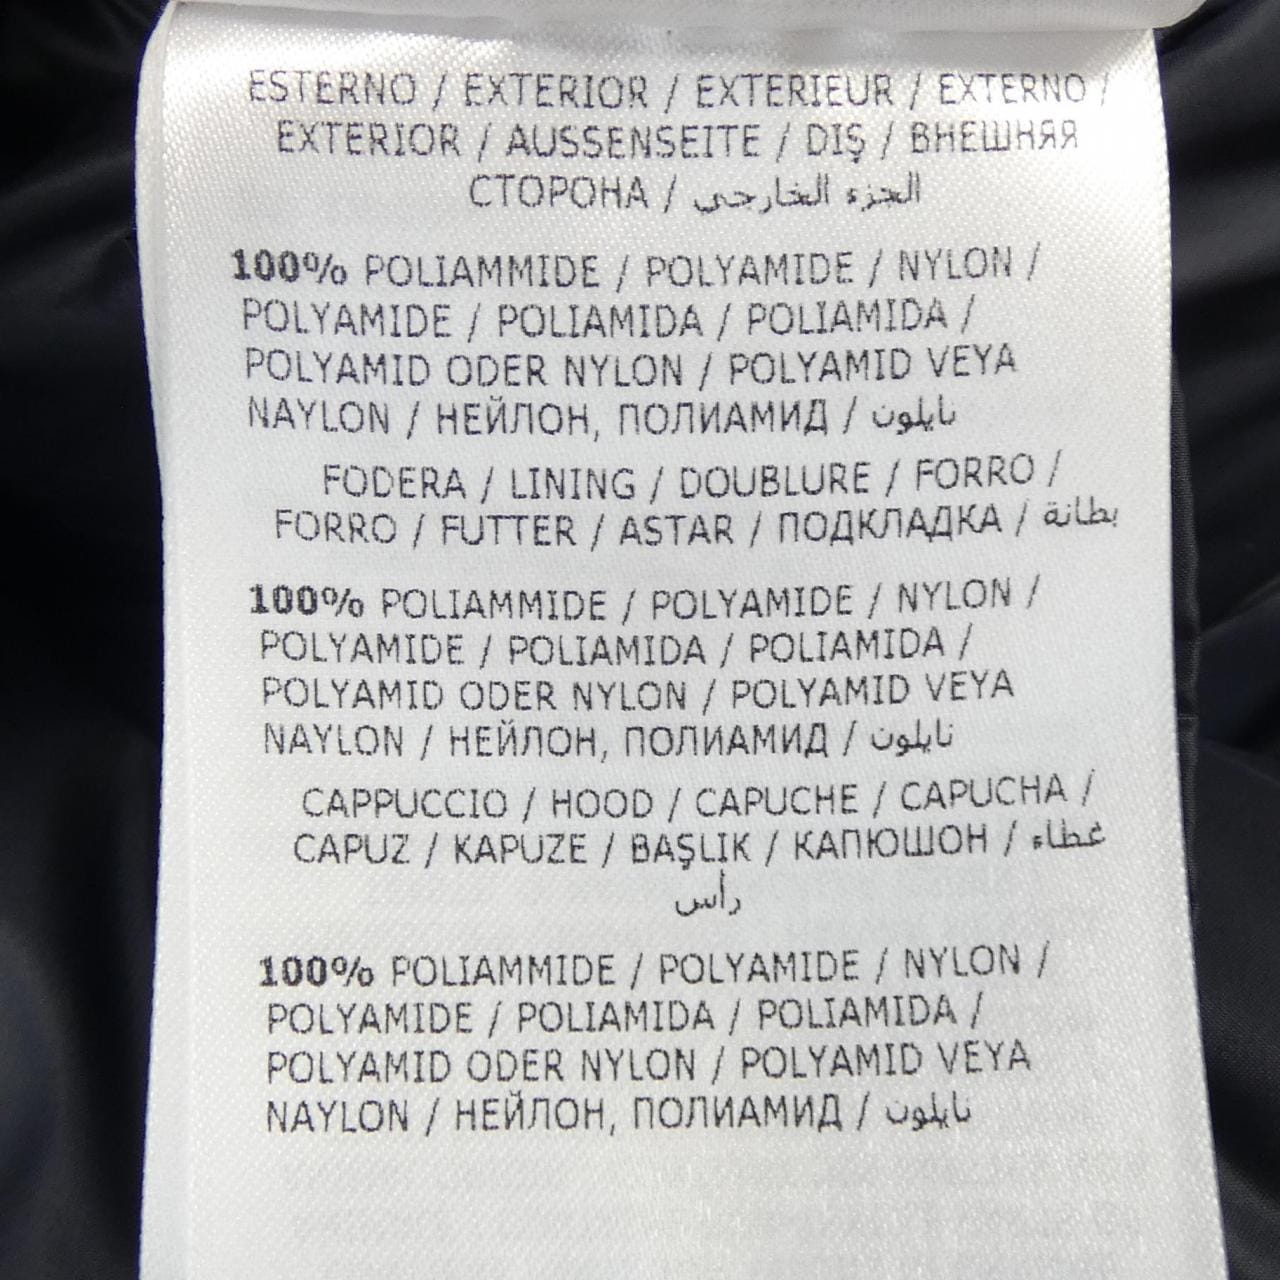 ESTERNO / EXTERIOR / EXTERIEUR / EXTERNO /
EXTERIOR / AUSSENSEITE / DIŞ / ВНЕШНЯЯ
СТОРОНА / الجزء الخارجي
100% POLIAMMIDE / POLYAMIDE / NYLON /
POLYAMIDE / POLIAMIDA / POLIAMIDA /
POLYAMID ODER NYLON / POLYAMID VEYA
NAYLON / НЕЙЛОН, ПОЛИАМИД / نايلون
FODERA / LINING / DOUBLURE / FORRO /
FORRO / FUTTER / ASTAR / ПОДКЛАДКА / بطانة
100% POLIAMMIDE / POLYAMIDE / NYLON /
POLYAMIDE / POLIAMIDA / POLIAMIDA /
POLYAMID ODER NYLON / POLYAMID VEYA
NAYLON / НЕЙЛОН, ПОЛИАМИД / نايلون
CAPPUCCIO / HOOD / CAPUCHE / CAPUCHA /
CAPUZ / KAPUZE / BAŞLIK / КАПЮШОН / غطاء
رأس
100% POLIAMMIDE / POLYAMIDE / NYLON /
POLYAMIDE / POLIAMIDA / POLIAMIDA /
POLYAMID ODER NYLON / POLYAMID VEYA
NAYLON / НЕЙЛОН, ПОЛИАМИД / نايلون